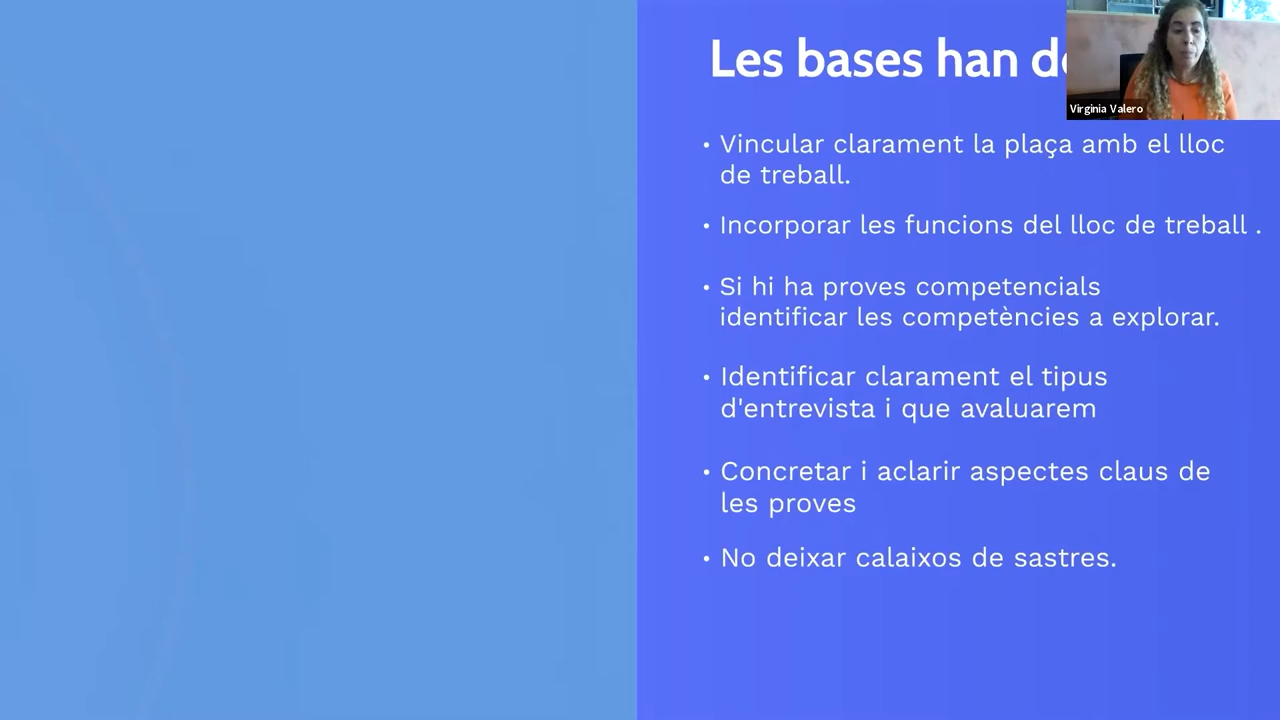 Les bases han
Virginia Valero
• Vincular clarament la plaça amb el lloc
de treball.
• Incorporar les funcions del lloc de treball .
• Si hi ha proves competencials
identificar les competències a explorar.
• Identificar clarament el tipus
d'entrevista i que avaluarem
• Concretar i aclarir aspectes claus de
les proves
• No deixar calaixos de sastres.